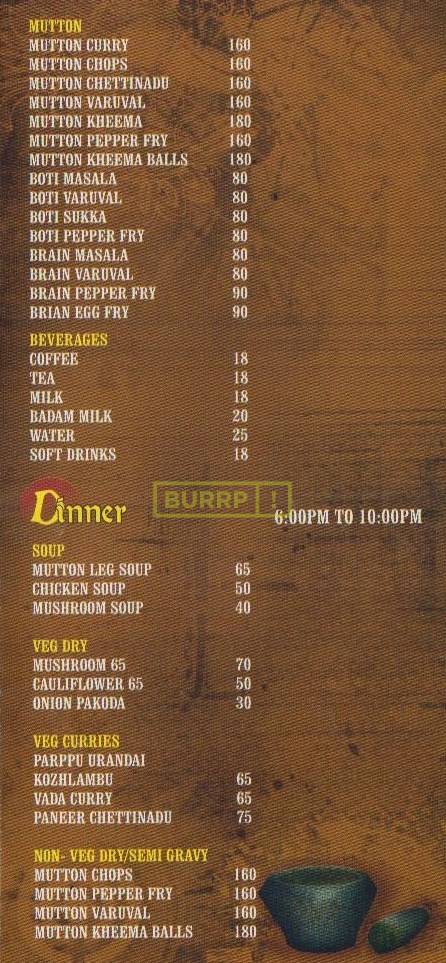 MUTTON
MUTTON CURRY 160
MUTTON CHOPS 160
MUTTON CHETTINADU 160
MUTTON VARUVAL 160
MUTTON KHEEMA 180
MUTTON PEPPER FRY 160
MUTTON KHEEMA BALLS 180
BOTI MASALA 80
BOTI VARUVAL 80
BOTI SUKKA 80
BOTI PEPPER FRY 80
BRAIN MASALA 80
BRAIN VARUVAL 80
BRAIN PEPPER FRY 90
BRIAN EGG FRY 90
BEVERAGES
COFFEE 18
TEA 18
MILK 18
BADAM MILK 20
WATER 25
SOFT DRINKS 18
Dinner BURRP! 6:00PM TO 10:00PM
SOUP
MUTTON LEG SOUP 65
CHICKEN SOUP 50
MUSHROOM SOUP 40
VEG DRY
MUSHROOM 65 70
CAULIFLOWER 65 50
ONION PAKODA 30
VEG CURRIES
PARPPU URANDAI
KOZHLAMBU 65
VADA CURRY 65
PANEER CHETTINADU 75
NON- VEG DRY/SEMI GRAVY
MUTTON CHOPS 160
MUTTON PEPPER FRY 160
MUTTON VARUVAL 160
MUTTON KHEEMA BALLS 180